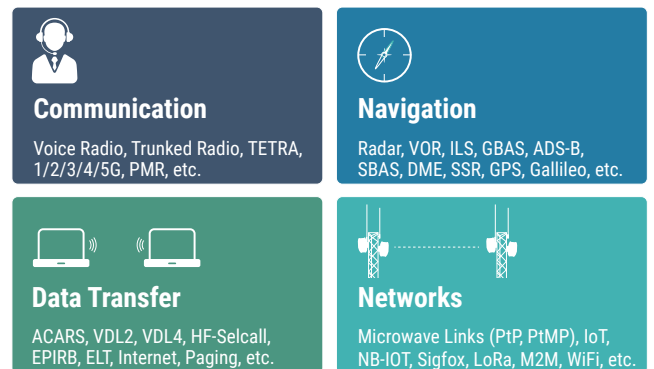 Communication
Voice Radio, Trunked Radio, TETRA,
1/2/3/4/5G, PMR, etc.
Navigation
Radar, VOR, ILS, GBAS, ADS-B,
SBAS, DME, SSR, GPS, Gallileo, etc.
Data Transfer
ACARS, VDL2, VDL4, HF-Selcall,
EPIRB, ELT, Internet, Paging, etc.
Networks
Microwave Links (PtP, PtMP), IoT,
NB-IOT, Sigfox, LoRa, M2M, WiFi, etc.